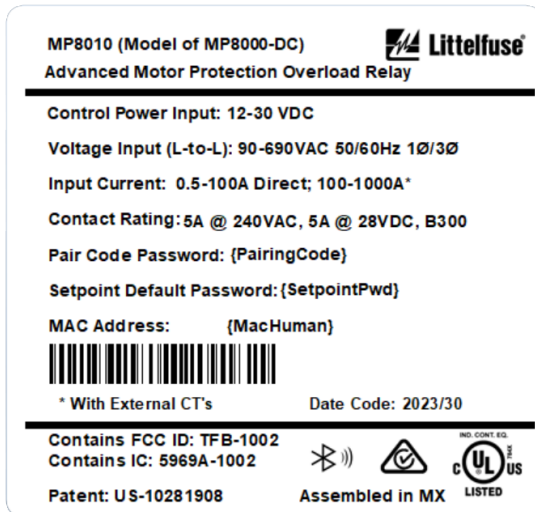 MP8010 (Model of MP8000-DC)
Littelfuse®
Advanced Motor Protection Overload Relay
Control Power Input: 12-30 VDC
Voltage Input (L-to-L): 90-690VAC 50/60Hz 1Ø/3Ø
Input Current: 0.5-100A Direct; 100-1000A*
Contact Rating: 5A @ 240VAC, 5A @ 28VDC, B300
Pair Code Password: {PairingCode}
Setpoint Default Password: {SetpointPwd}
MAC Address: {MacHuman}
* With External CT's Date Code: 2023/30
Contains FCC ID: TFB-1002
Contains IC: 5969A-1002
Patent: US-10281908 Assembled in MX
IND. CONT. EQ.
784X
c UL US
LISTED